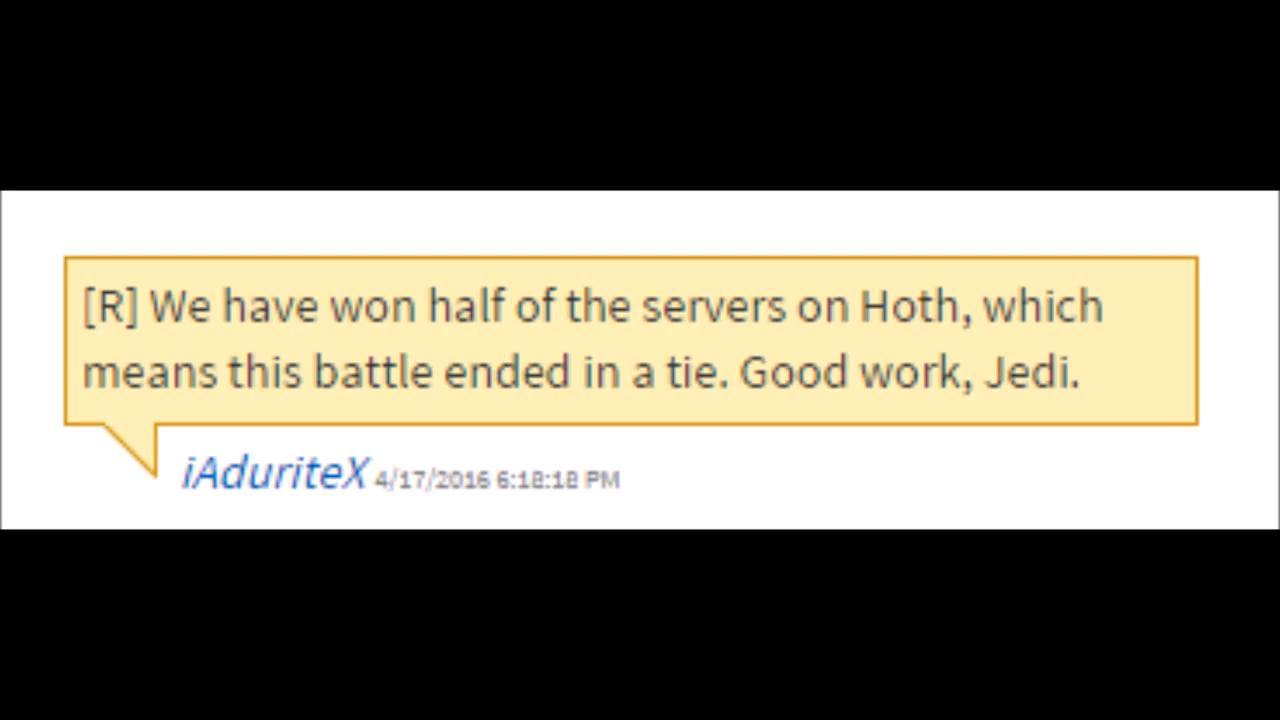 [R] We have won half of the servers on Hoth, which
means this battle ended in a tie. Good work, Jedi.
iAduriteX 4/17/2016 6:18:18 PM